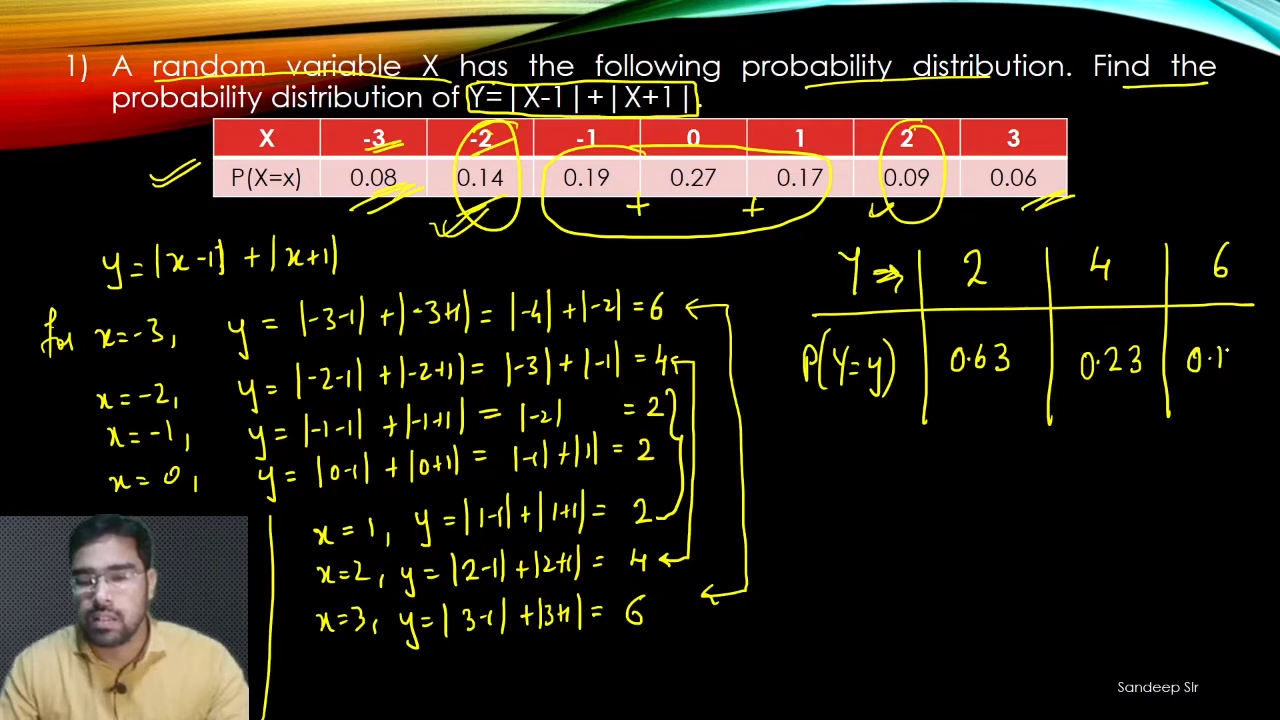 1) A random variable X has the following probability distribution. Find the
probability distribution of Y=|X-1|+|X+1|.
X -3 -2 -1 0 1 2 3
P(X=x) 0.08 0.14 0.19 0.27 0.17 0.09 0.06
+ +
y = |x-1| + |x+1|
for x=-3, y = |-3-1| + |-3+1| = |-4| + |-2| = 6
x=-2, y = |-2-1| + |-2+1| = |-3| + |-1| = 4
x=-1, y = |-1-1| + |-1+1| = |-2| = 2
x=0, y = |0-1| + |0+1| = |-1| + |1| = 2
x=1, y = |1-1| + |1+1| = 2
x=2, y = |2-1| + |2+1| = 4
x=3, y = |3-1| + |3+1| = 6
Y ⇒ 2 4 6
P(Y=y) 0.63 0.23 0.1
Sandeep SIr